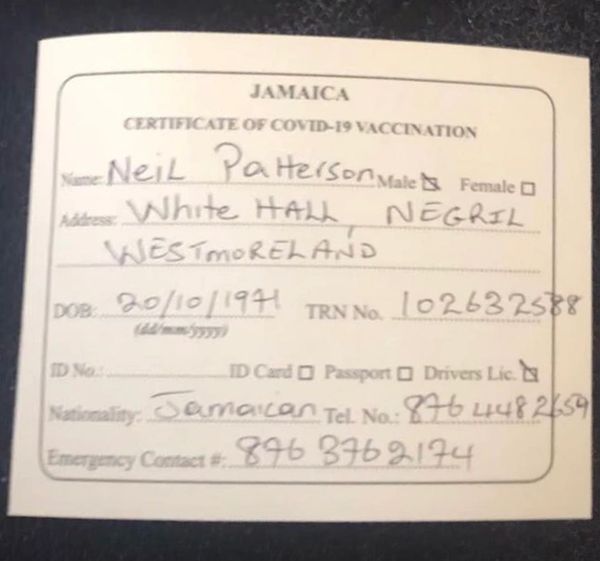 JAMAICA
CERTIFICATE OF COVID-19 VACCINATION
Name: Neil Patterson Male Female
Address: White HALL, NEGRIL
WESTMORELAND
DOB: 20/10/1971 TRN No. 102632588
(dd/mm/yyyy)
ID No.: ID Card Passport Drivers Lic.
Nationality: Jamaican Tel. No.: 876 4482659
Emergency Contact #: 876 3762174